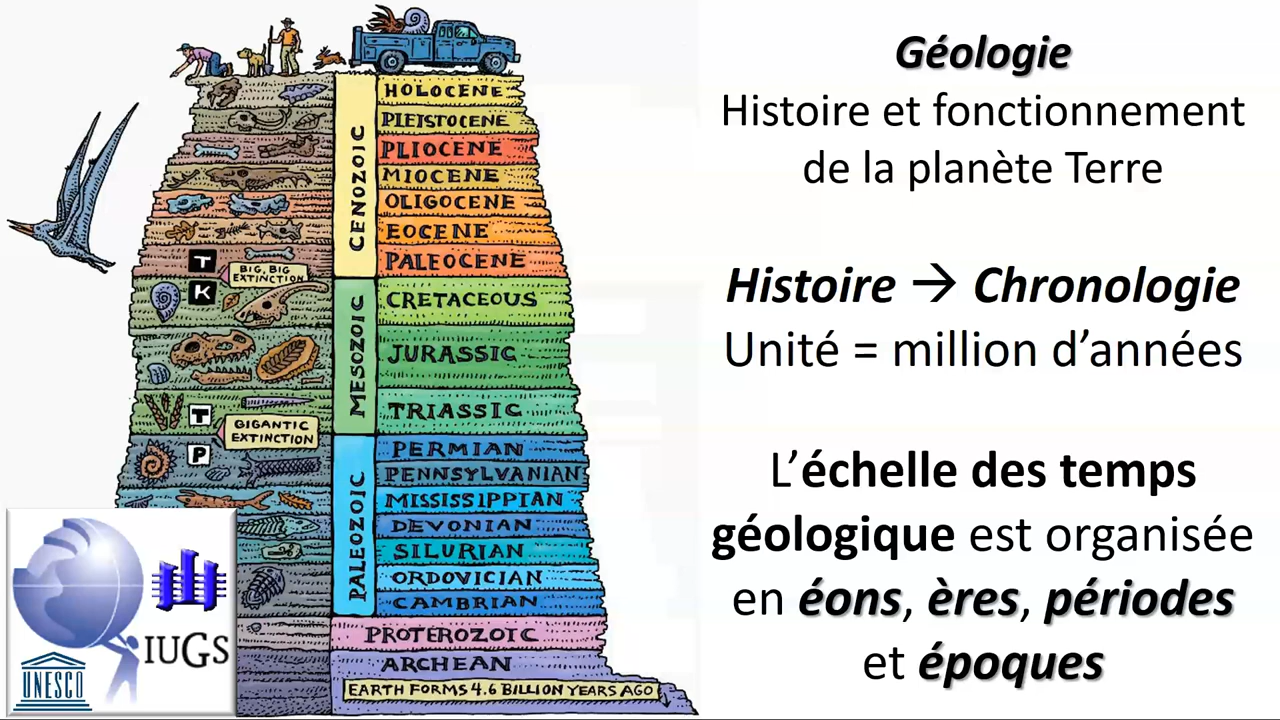 HOLOCENE
PLEISTOCENE
PLIOCENE
MIOCENE
OLIGOCENE
EOCENE
PALEOCENE
CENOZOIC
T
BIG, BIG
EXTINCTION
K
CRETACEOUS
JURASSIC
TRIASSIC
MESOZOIC
T
GIGANTIC
EXTINCTION
P
PERMIAN
PENNSYLVANIAN
MISSISSIPPIAN
DEVONIAN
SILURIAN
ORDOVICIAN
CAMBRIAN
PALEOZOIC
PROTEROZOIC
ARCHEAN
EARTH FORMS 4.6 BILLION YEARS AGO
IUGS
UNESCO
Géologie
Histoire et fonctionnement
de la planète Terre
Histoire → Chronologie
Unité = million d’années
L’échelle des temps
géologique est organisée
en éons, ères, périodes
et époques